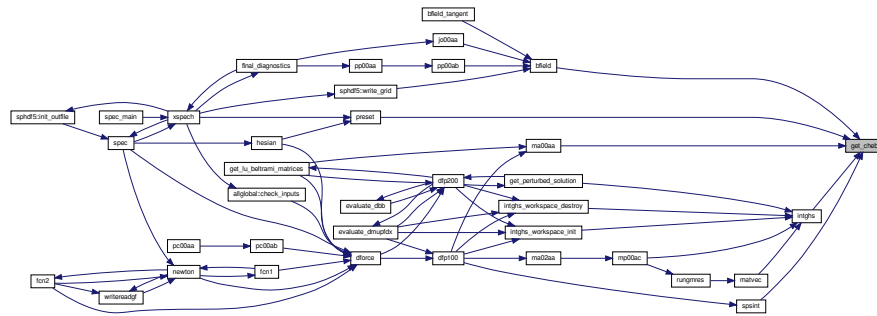 bfield_tangent
jo00aa
final_diagnostics
pp00aa
pp00ab
bfield
sphdf5::write_grid
sphdf5::init_outfile
spec_main
xspech
preset
spec
hesian
ma00aa
get_cheb
get_lu_beltrami_matrices
dfp200
get_perturbed_solution
allglobal::check_inputs
evaluate_dbb
intghs_workspace_destroy
intghs
evaluate_dmupfdx
intghs_workspace_init
pc00aa
pc00ab
dforce
dfp100
ma02aa
mp00ac
newton
fcn1
fcn2
rungmres
matvec
writereadgf
spsint